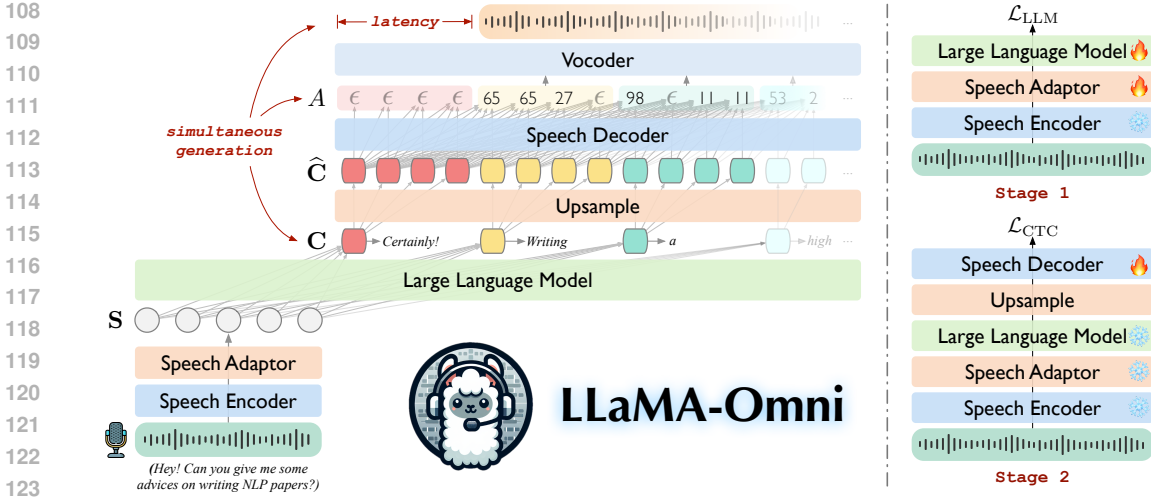 108
109
110
111
112
113
114
115
116
117
118
119
120
121
122
123
latency
...
Vocoder
A ϵ ϵ ϵ ϵ 65 65 27 ϵ 98 ϵ 11 11 53 2 ...
simultaneous
generation
Speech Decoder
Ĉ
Upsample
C Certainly! Writing a high ...
Large Language Model
S
Speech Adaptor
Speech Encoder
(Hey! Can you give me some
advices on writing NLP papers?)
LLaMA-Omni
ℒLLM
Large Language Model
Speech Adaptor
Speech Encoder
Stage 1
ℒCTC
Speech Decoder
Upsample
Large Language Model
Speech Adaptor
Speech Encoder
Stage 2